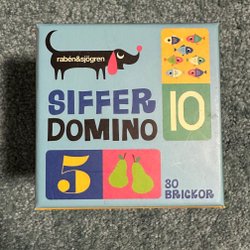 rabén&sjögren
SIFFER
DOMINO
10
5
30
BRICKOR